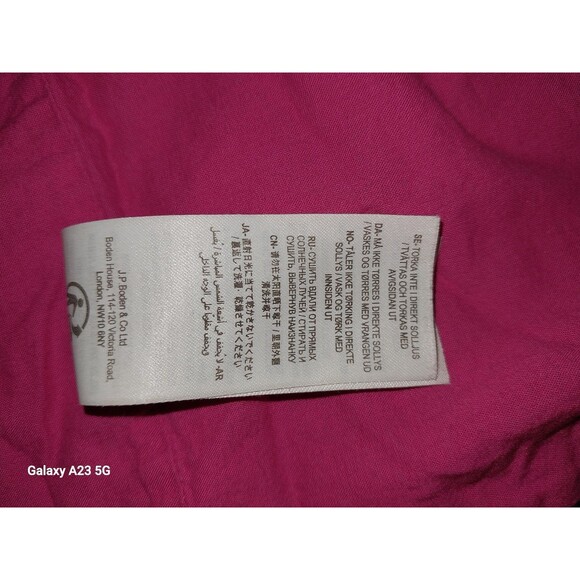 SE- TORKA INTE I DIREKT SOLLJUS
/ TVÄTTAS OCH TORKAS MED
AVIGSIDAN UT
DA- MÅ IKKE TØRRES I DIREKTE SOLLYS
/ VASKES OG TØRRES MED VRANGEN UD
NO- TÅLER IKKE TØRKING I DIREKTE
SOLLYS / VASK OG TØRK MED
INNSIDEN UT
RU- СУШИТЬ ВДАЛИ ОТ ПРЯМЫХ
СОЛНЕЧНЫХ ЛУЧЕЙ / СТИРАТЬ И
СУШИТЬ, ВЫВЕРНУВ НАИЗНАНКУ
CN- 请勿在太阳直晒下晾干 / 里朝外翻
清洗并晾干
JA- 直射日光に当てて乾かさないでください
/ 裏返して洗濯・乾燥させてください
AR- لا يجفف في أشعة الشمس المباشرة / يغسل
ويجفف مقلوبًا على الوجه الداخلي
J.P Boden & Co Ltd
Boden House, 114-120 Victoria Road,
London, NW10 6NY
Galaxy A23 5G